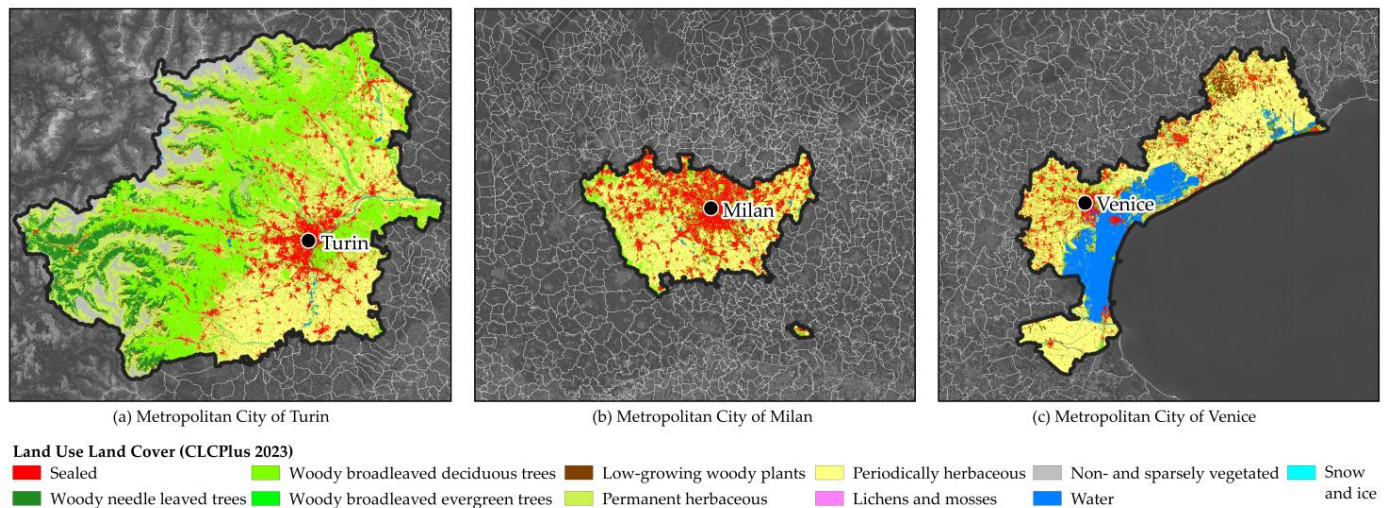 Turin
Milan
Venice
(a) Metropolitan City of Turin
(b) Metropolitan City of Milan
(c) Metropolitan City of Venice
Land Use Land Cover (CLCPlus 2023)
Sealed
Woody broadleaved deciduous trees
Low-growing woody plants
Periodically herbaceous
Non- and sparsely vegetated
Snow
and ice
Woody needle leaved trees
Woody broadleaved evergreen trees
Permanent herbaceous
Lichens and mosses
Water